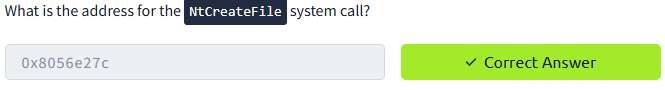 What is the address for the NtCreateFile system call?
0x8056e27c ✓ Correct Answer